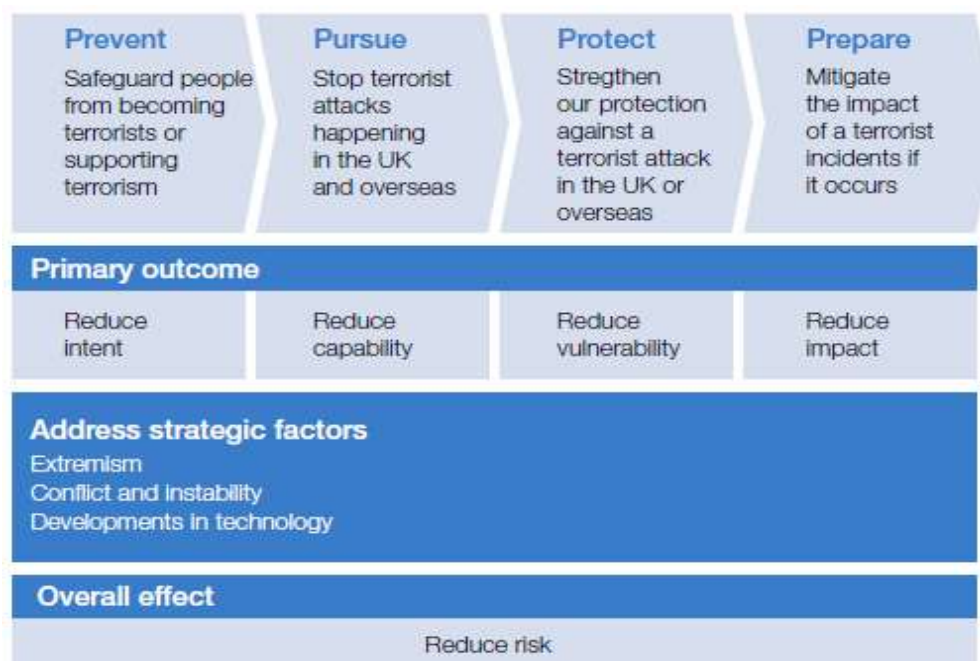 Prevent
Safeguard people
from becoming
terrorists or
supporting
terrorism
Pursue
Stop terrorist
attacks
happening
in the UK
and overseas
Protect
Stregthen
our protection
against a
terrorist attack
in the UK or
overseas
Prepare
Mitigate
the impact
of a terrorist
incidents if
it occurs
Primary outcome
Reduce
intent
Reduce
capability
Reduce
vulnerability
Reduce
impact
Address strategic factors
Extremism
Conflict and instability
Developments in technology
Overall effect
Reduce risk